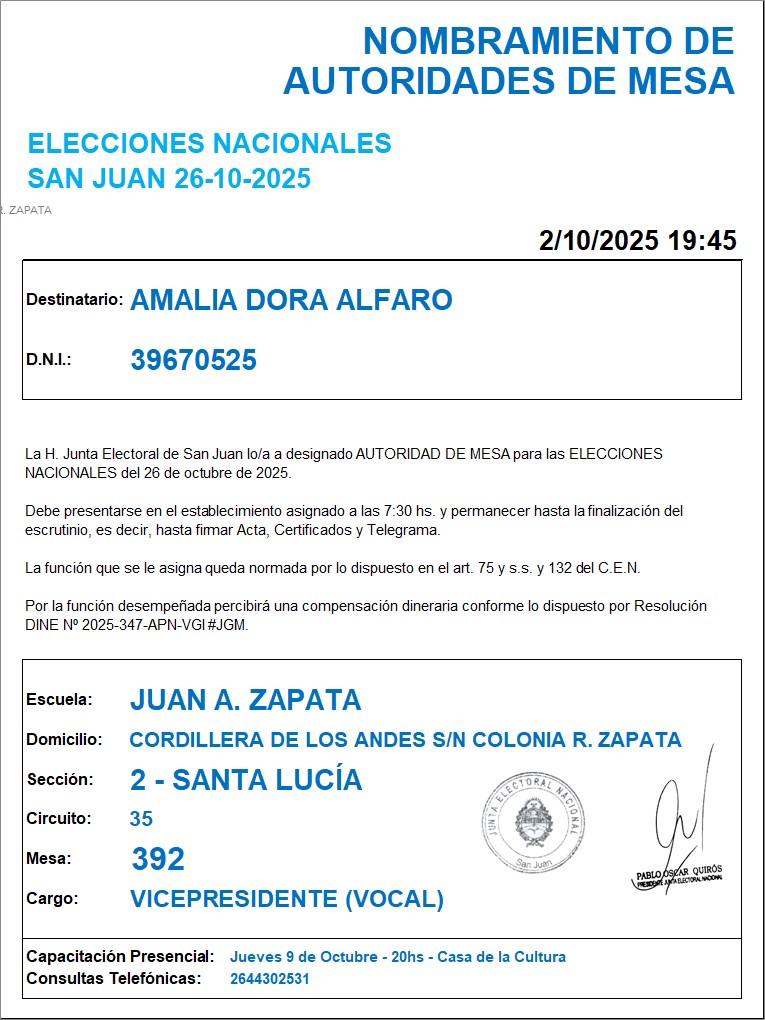 NOMBRAMIENTO DE
AUTORIDADES DE MESA
ELECCIONES NACIONALES
SAN JUAN 26-10-2025
R. ZAPATA
2/10/2025 19:45
Destinatario: AMALIA DORA ALFARO
D.N.I.: 39670525
La H. Junta Electoral de San Juan lo/a a designado AUTORIDAD DE MESA para las ELECCIONES
NACIONALES del 26 de octubre de 2025.
Debe presentarse en el establecimiento asignado a las 7:30 hs. y permanecer hasta la finalización del
escrutinio, es decir, hasta firmar Acta, Certificados y Telegrama.
La función que se le asigna queda normada por lo dispuesto en el art. 75 y s.s. y 132 del C.E.N.
Por la función desempeñada percibirá una compensación dineraria conforme lo dispuesto por Resolución
DINE Nº 2025-347-APN-VGI#JGM.
Escuela: JUAN A. ZAPATA
Domicilio: CORDILLERA DE LOS ANDES S/N COLONIA R. ZAPATA
Sección: 2 - SANTA LUCÍA
Circuito: 35
Mesa: 392
Cargo: VICEPRESIDENTE (VOCAL)
JUNTA ELECTORAL NACIONAL
San Juan
PABLO OSCAR QUIRÓS
PRESIDENTE JUNTA ELECTORAL NACIONAL
Capacitación Presencial: Jueves 9 de Octubre - 20hs - Casa de la Cultura
Consultas Telefónicas: 2644302531